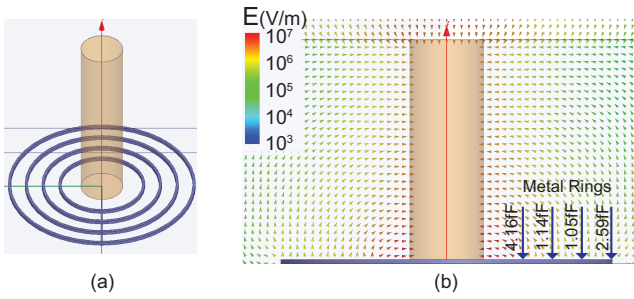 E(V/m)
10⁷
10⁶
10⁵
10⁴
10³
Metal Rings
4.16fF
1.14fF
1.05fF
2.59fF
(a)
(b)